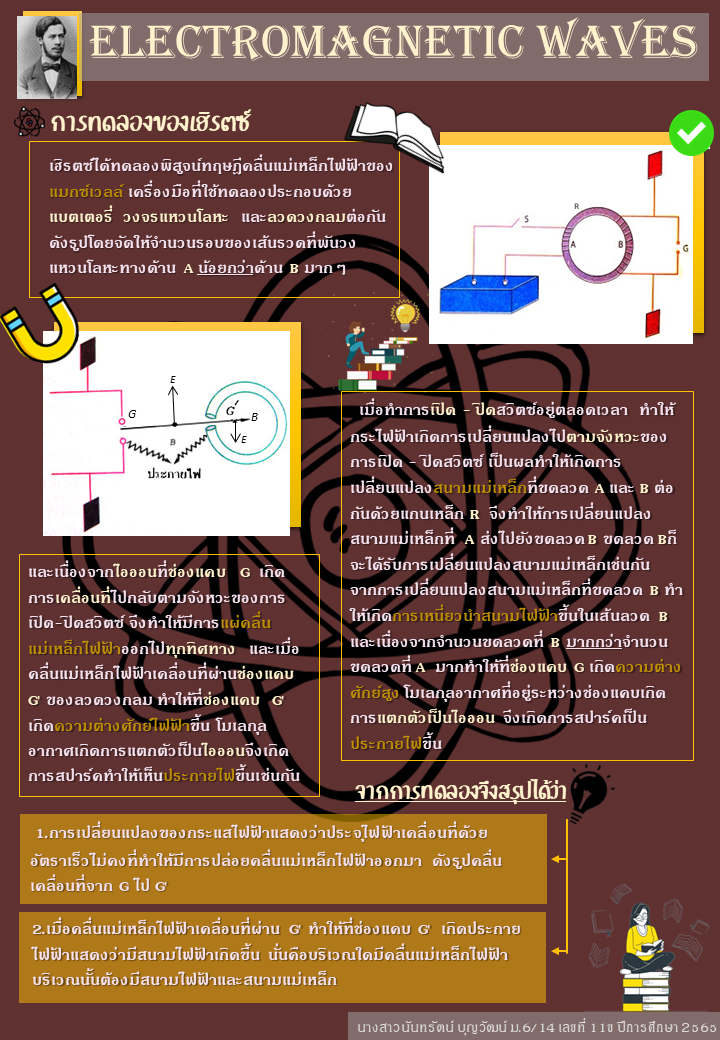 ELECTROMAGNETIC WAVES
การทดลองของเฮิรตซ์
เฮิรตซ์ได้ทดลองพิสูจน์ทฤษฎีคลื่นแม่เหล็กไฟฟ้าของ
แมกซ์เวลล์ เครื่องมือที่ใช้ทดลองประกอบด้วย
แบตเตอรี่ วงจรแหวนโลหะ และลวดวงกลมต่อกัน
ดังรูปโดยจัดให้จำนวนรอบของเส้นรวดที่พันวง
แหวนโลหะทางด้าน A น้อยกว่าด้าน B มาก ๆ
S
R
A
B
G
E
G
G′
B
B
E
ประกายไฟ
เมื่อทำการเปิด - ปิดสวิตซ์อยู่ตลอดเวลา ทำให้
กระไฟฟ้าเกิดการเปลี่ยนแปลงไปตามจังหวะของ
การเปิด - ปิดสวิตซ์ เป็นผลทำให้เกิดการ
เปลี่ยนแปลงสนามแม่เหล็กที่ขดลวด A และ B ต่อ
กันด้วยแกนเหล็ก R จึงทำให้การเปลี่ยนแปลง
สนามแม่เหล็กที่ A ส่งไปยังขดลวด B ขดลวด Bก็
จะได้รับการเปลี่ยนแปลงสนามแม่เหล็กเช่นกัน
จากการเปลี่ยนแปลงสนามแม่เหล็กที่ขดลวด B ทำ
ให้เกิดการเหนี่ยวนำสนามไฟฟ้าขึ้นในเส้นลวด B
และเนื่องจากจำนวนขดลวดที่ B มากกว่าจำนวน
ขดลวดที่ A มากทำให้ที่ช่องแคบ G เกิดความต่าง
ศักย์สูง โมเลกุลอากาศที่อยู่ระหว่างช่องแคบเกิด
การแตกตัวเป็นไอออน จึงเกิดการสปาร์คเป็น
ประกายไฟขึ้น
และเนื่องจากไอออนที่ช่องแคบ G เกิด
การเคลื่อนที่ไปกลับตามจังหวะของการ
เปิด-ปิดสวิตซ์ จึงทำให้มีการแผ่คลื่น
แม่เหล็กไฟฟ้าออกไปทุกทิศทาง และเมื่อ
คลื่นแม่เหล็กไฟฟ้าเคลื่อนที่ผ่านช่องแคบ
G' ของลวดวงกลม ทำให้ที่ช่องแคบ G'
เกิดความต่างศักย์ไฟฟ้าขึ้น โมเลกุล
อากาศเกิดการแตกตัวเป็นไอออนจึงเกิด
การสปาร์คทำให้เห็นประกายไฟขึ้นเช่นกัน
จากการทดลองจึงสรุปได้ว่า
1.การเปลี่ยนแปลงของกระแสไฟฟ้าแสดงว่าประจุไฟฟ้าเคลื่อนที่ด้วย
อัตราเร็วไม่คงที่ทำให้มีการปล่อยคลื่นแม่เหล็กไฟฟ้าออกมา ดังรูปคลื่น
เคลื่อนที่จาก G ไป G'
2.เมื่อคลื่นแม่เหล็กไฟฟ้าเคลื่อนที่ผ่าน G' ทำให้ที่ช่องแคบ G' เกิดประกาย
ไฟฟ้าแสดงว่ามีสนามไฟฟ้าเกิดขึ้น นั่นคือบริเวณใดมีคลื่นแม่เหล็กไฟฟ้า
บริเวณนั้นต้องมีสนามไฟฟ้าและสนามแม่เหล็ก
นางสาวนันทรัตน์ บุญวัฒน์ ม.6/14 เลขที่ 11ข ปีการศึกษา 2565